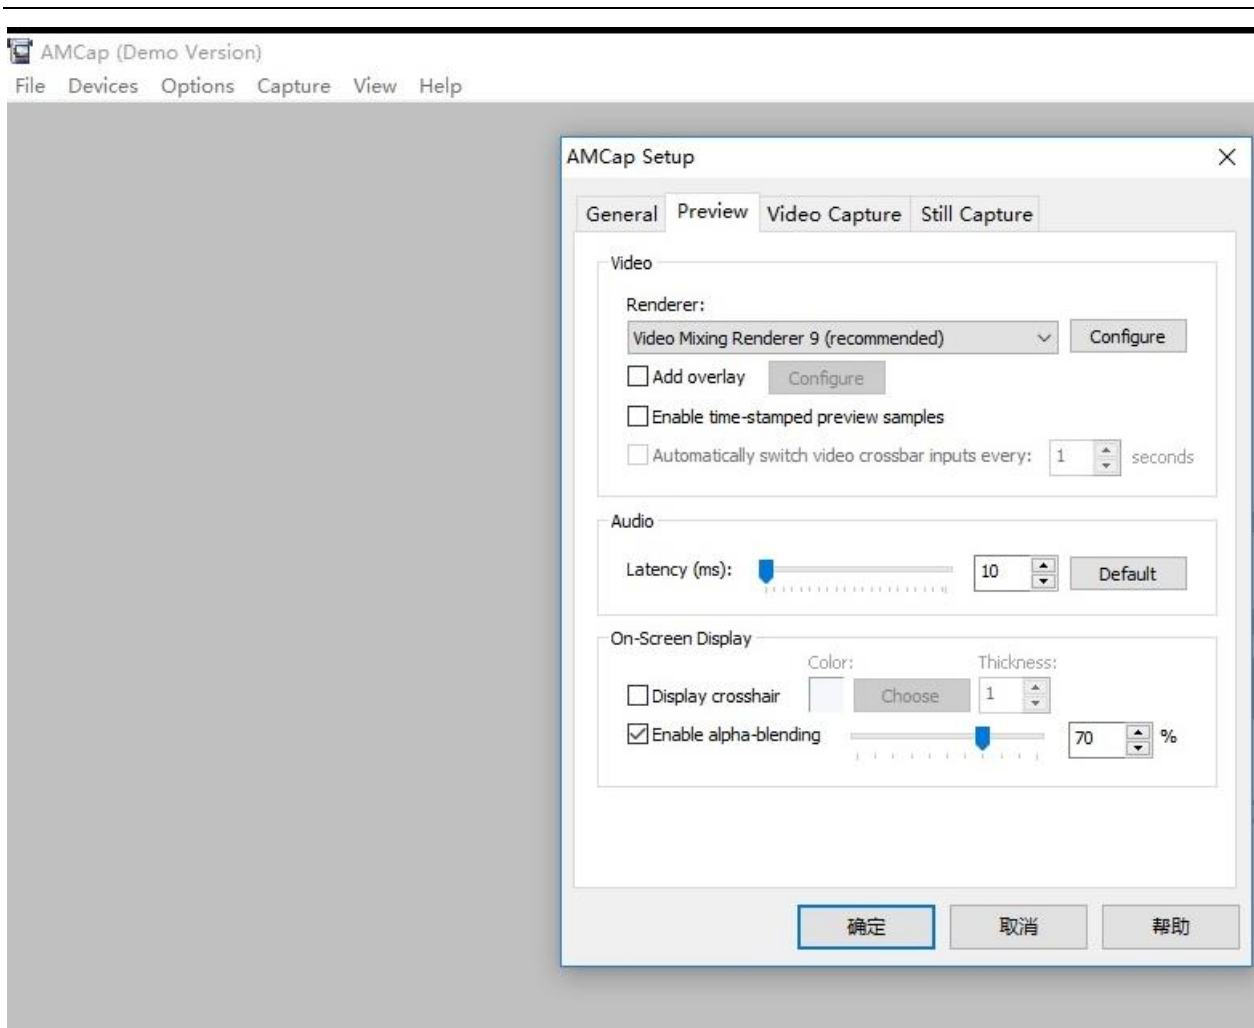 AMCap (Demo Version)
File Devices Options Capture View Help
AMCap Setup
General Preview Video Capture Still Capture
Video
Renderer:
Video Mixing Renderer 9 (recommended) Configure
Add overlay Configure
Enable time-stamped preview samples
Automatically switch video crossbar inputs every: 1 seconds
Audio
Latency (ms): 10 Default
On-Screen Display
Color: Thickness:
Display crosshair Choose 1
Enable alpha-blending 70 %
确定 取消 帮助